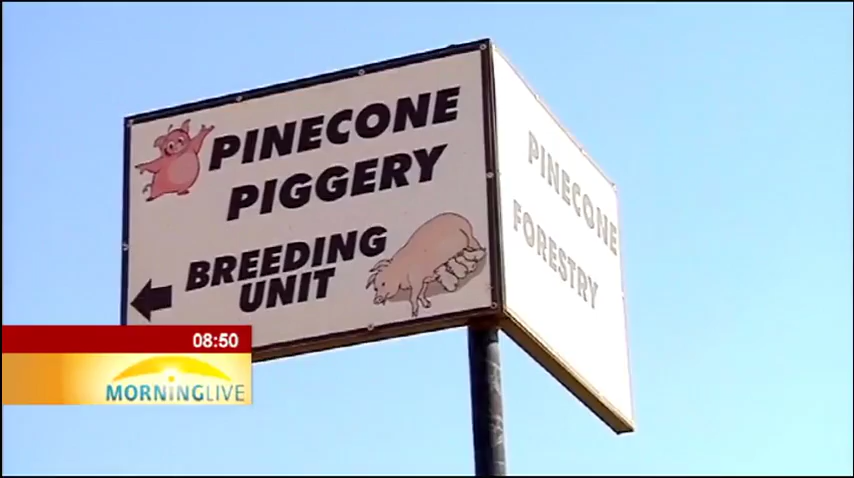 PINECONE
PIGGERY
BREEDING
UNIT
PINECONE
FORESTRY
08:50
MORNINGLIVE